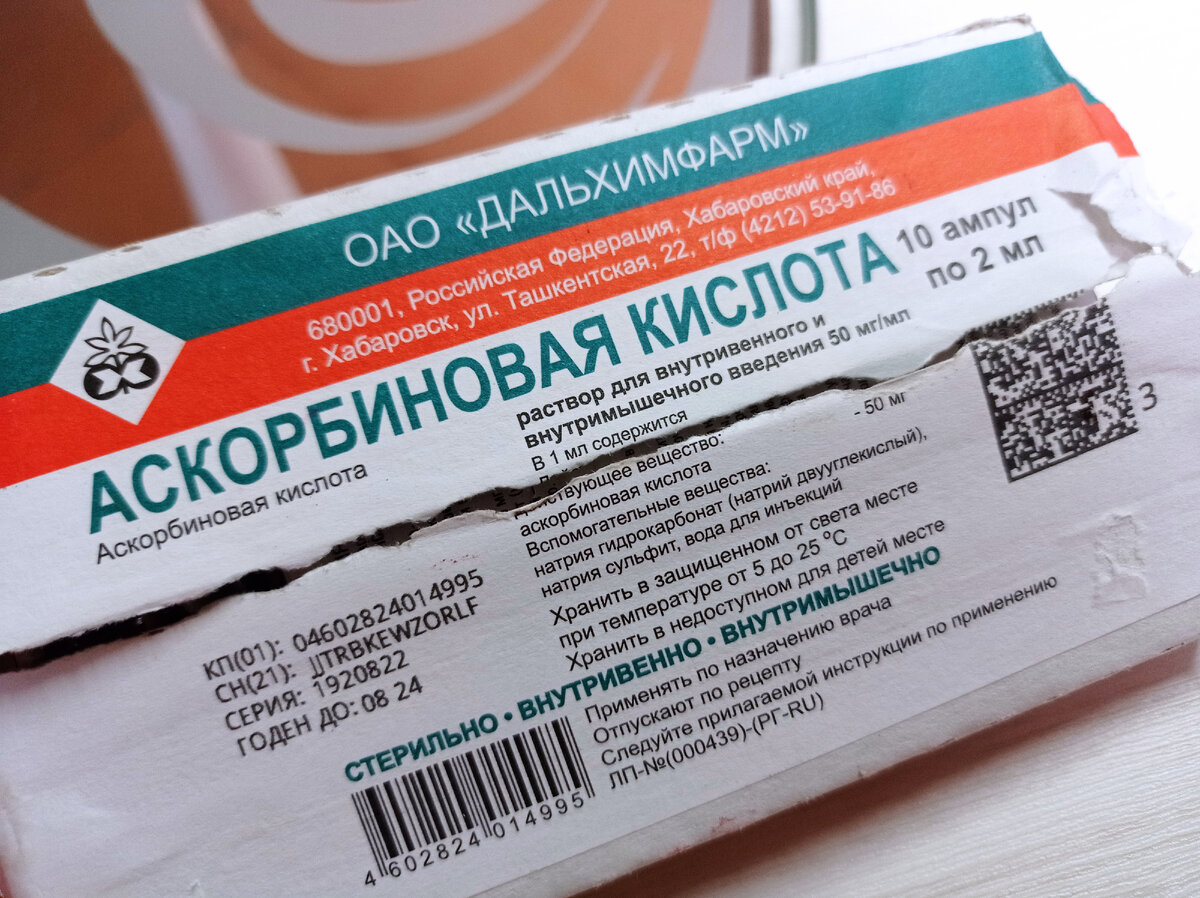 ОАО «ДАЛЬХИМФАРМ»
680001, Российская Федерация, Хабаровский край,
г. Хабаровск, ул. Ташкентская, 22, т/ф (4212) 53-91-86
АСКОРБИНОВАЯ КИСЛОТА
10 ампул
по 2 мл
Аскорбиновая кислота
раствор для внутривенного и
внутримышечного введения 50 мг/мл
В 1 мл содержится
действующее вещество:
аскорбиновая кислота - 50 мг
Вспомогательные вещества:
натрия гидрокарбонат (натрий двууглекислый),
натрия сульфит, вода для инъекций
Хранить в защищенном от света месте
при температуре от 5 до 25 °С
Хранить в недоступном для детей месте
СТЕРИЛЬНО • ВНУТРИВЕННО • ВНУТРИМЫШЕЧНО
Применять по назначению врача
Отпускают по рецепту
Следуйте прилагаемой инструкции по применению
ЛП-№(000439)-(РГ-RU)
КП(01): 04602824014995
СН(21): JJTRBKEWZORLF
СЕРИЯ: 1920822
ГОДЕН ДО: 08 24
4 602824 014995
3